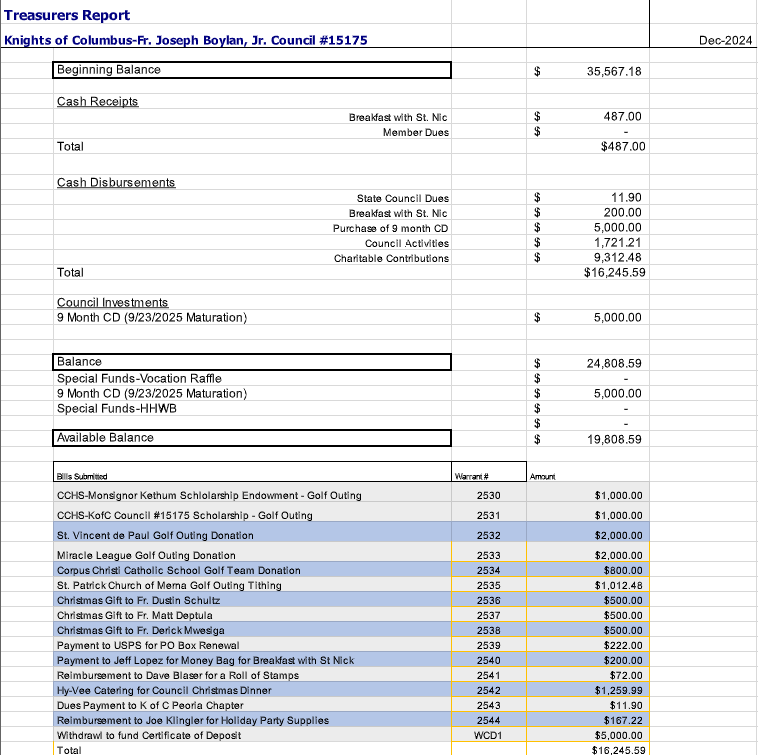 Treasurers Report
Knights of Columbus-Fr. Joseph Boylan, Jr. Council #15175 Dec-2024
Beginning Balance $ 35,567.18
Cash Receipts
Breakfast with St. Nic $ 487.00
Member Dues $ -
Total $487.00
Cash Disbursements
State Council Dues $ 11.90
Breakfast with St. Nic $ 200.00
Purchase of 9 month CD $ 5,000.00
Council Activities $ 1,721.21
Charitable Contributions $ 9,312.48
Total $16,245.59
Council Investments
9 Month CD (9/23/2025 Maturation) $ 5,000.00
Balance $ 24,808.59
Special Funds-Vocation Raffle $ -
9 Month CD (9/23/2025 Maturation) $ 5,000.00
Special Funds-HHWB $ -
$ -
Available Balance $ 19,808.59
Bills Submitted Warrant # Amount
CCHS-Monsignor Kethum Schlolarship Endowment - Golf Outing 2530 $1,000.00
CCHS-KofC Council #15175 Scholarship - Golf Outing 2531 $1,000.00
St. Vincent de Paul Golf Outing Donation 2532 $2,000.00
Miracle League Golf Outing Donation 2533 $2,000.00
Corpus Christi Catholic School Golf Team Donation 2534 $800.00
St. Patrick Church of Merna Golf Outing Tithing 2535 $1,012.48
Christmas Gift to Fr. Dustin Schultz 2536 $500.00
Christmas Gift to Fr. Matt Deptula 2537 $500.00
Christmas Gift to Fr. Derick Mwesiga 2538 $500.00
Payment to USPS for PO Box Renewal 2539 $222.00
Payment to Jeff Lopez for Money Bag for Breakfast with St Nick 2540 $200.00
Reimbursement to Dave Blaser for a Roll of Stamps 2541 $72.00
Hy-Vee Catering for Council Christmas Dinner 2542 $1,259.99
Dues Payment to K of C Peoria Chapter 2543 $11.90
Reimbursement to Joe Klingler for Holiday Party Supplies 2544 $167.22
Withdrawl to fund Certificate of Deposit WCD1 $5,000.00
Total $16,245.59